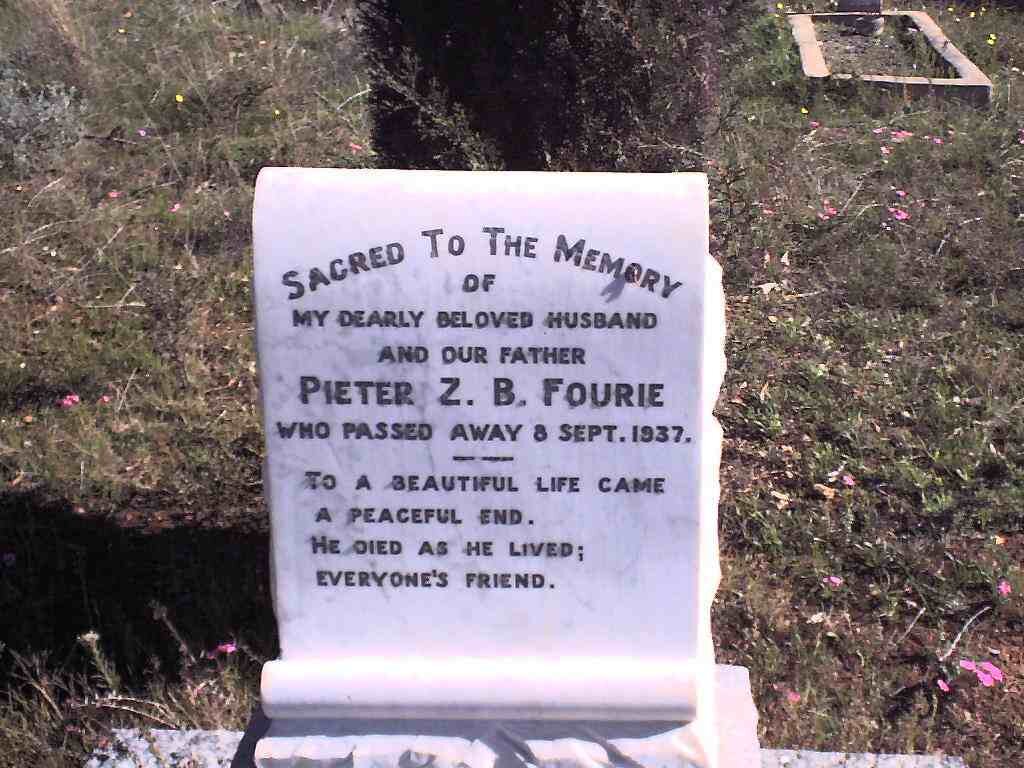 SACRED TO THE MEMORY
OF
MY DEARLY BELOVED HUSBAND
AND OUR FATHER
PIETER Z. B. FOURIE
WHO PASSED AWAY 8 SEPT. 1937.
TO A BEAUTIFUL LIFE CAME
A PEACEFUL END.
HE DIED AS HE LIVED;
EVERYONE'S FRIEND.